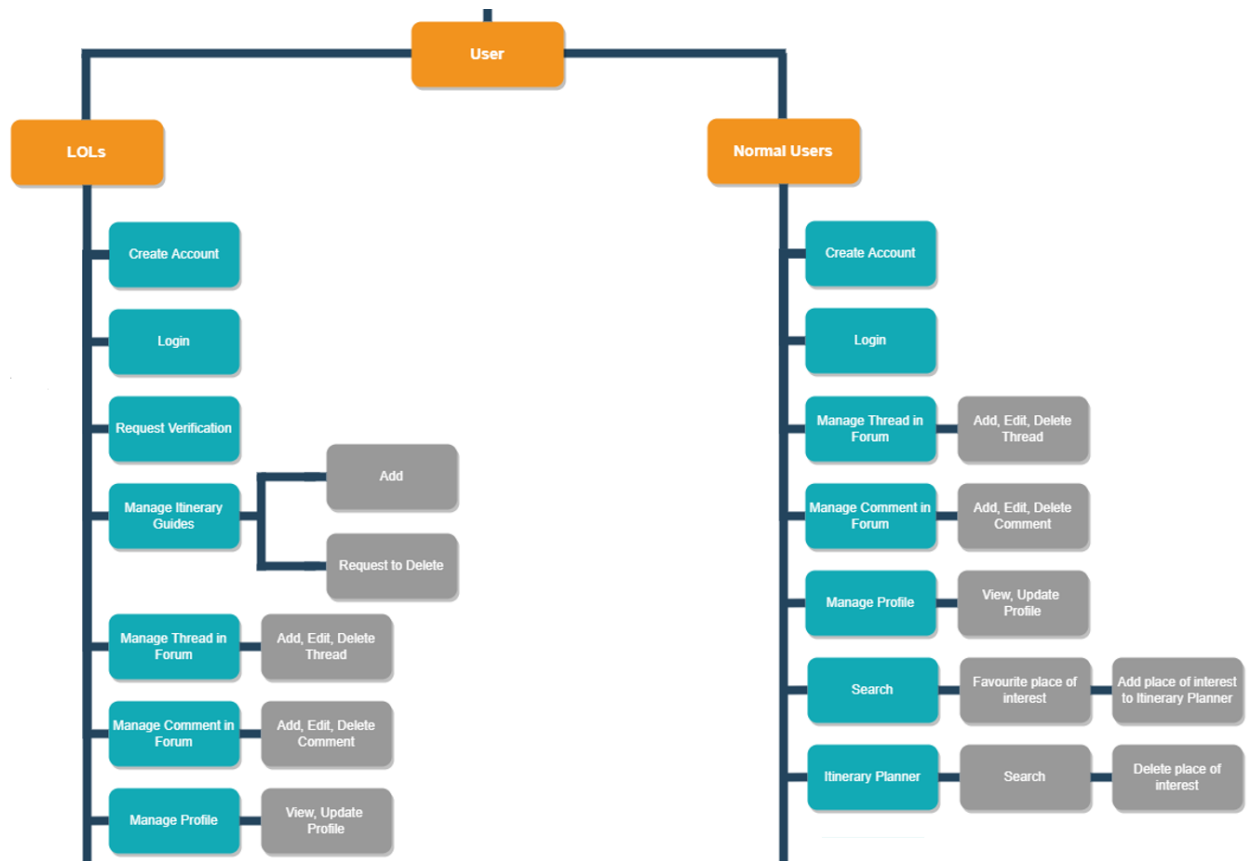 User
LOLs
Create Account
Login
Request Verification
Manage Itinerary
Guides
Add
Request to Delete
Manage Thread in
Forum
Add, Edit, Delete
Thread
Manage Comment in
Forum
Add, Edit, Delete
Comment
Manage Profile
View, Update
Profile
Normal Users
Create Account
Login
Manage Thread in
Forum
Add, Edit, Delete
Thread
Manage Comment in
Forum
Add, Edit, Delete
Comment
Manage Profile
View, Update
Profile
Search
Favourite place of
interest
Add place of interest
to Itinerary Planner
Itinerary Planner
Search
Delete place of
interest